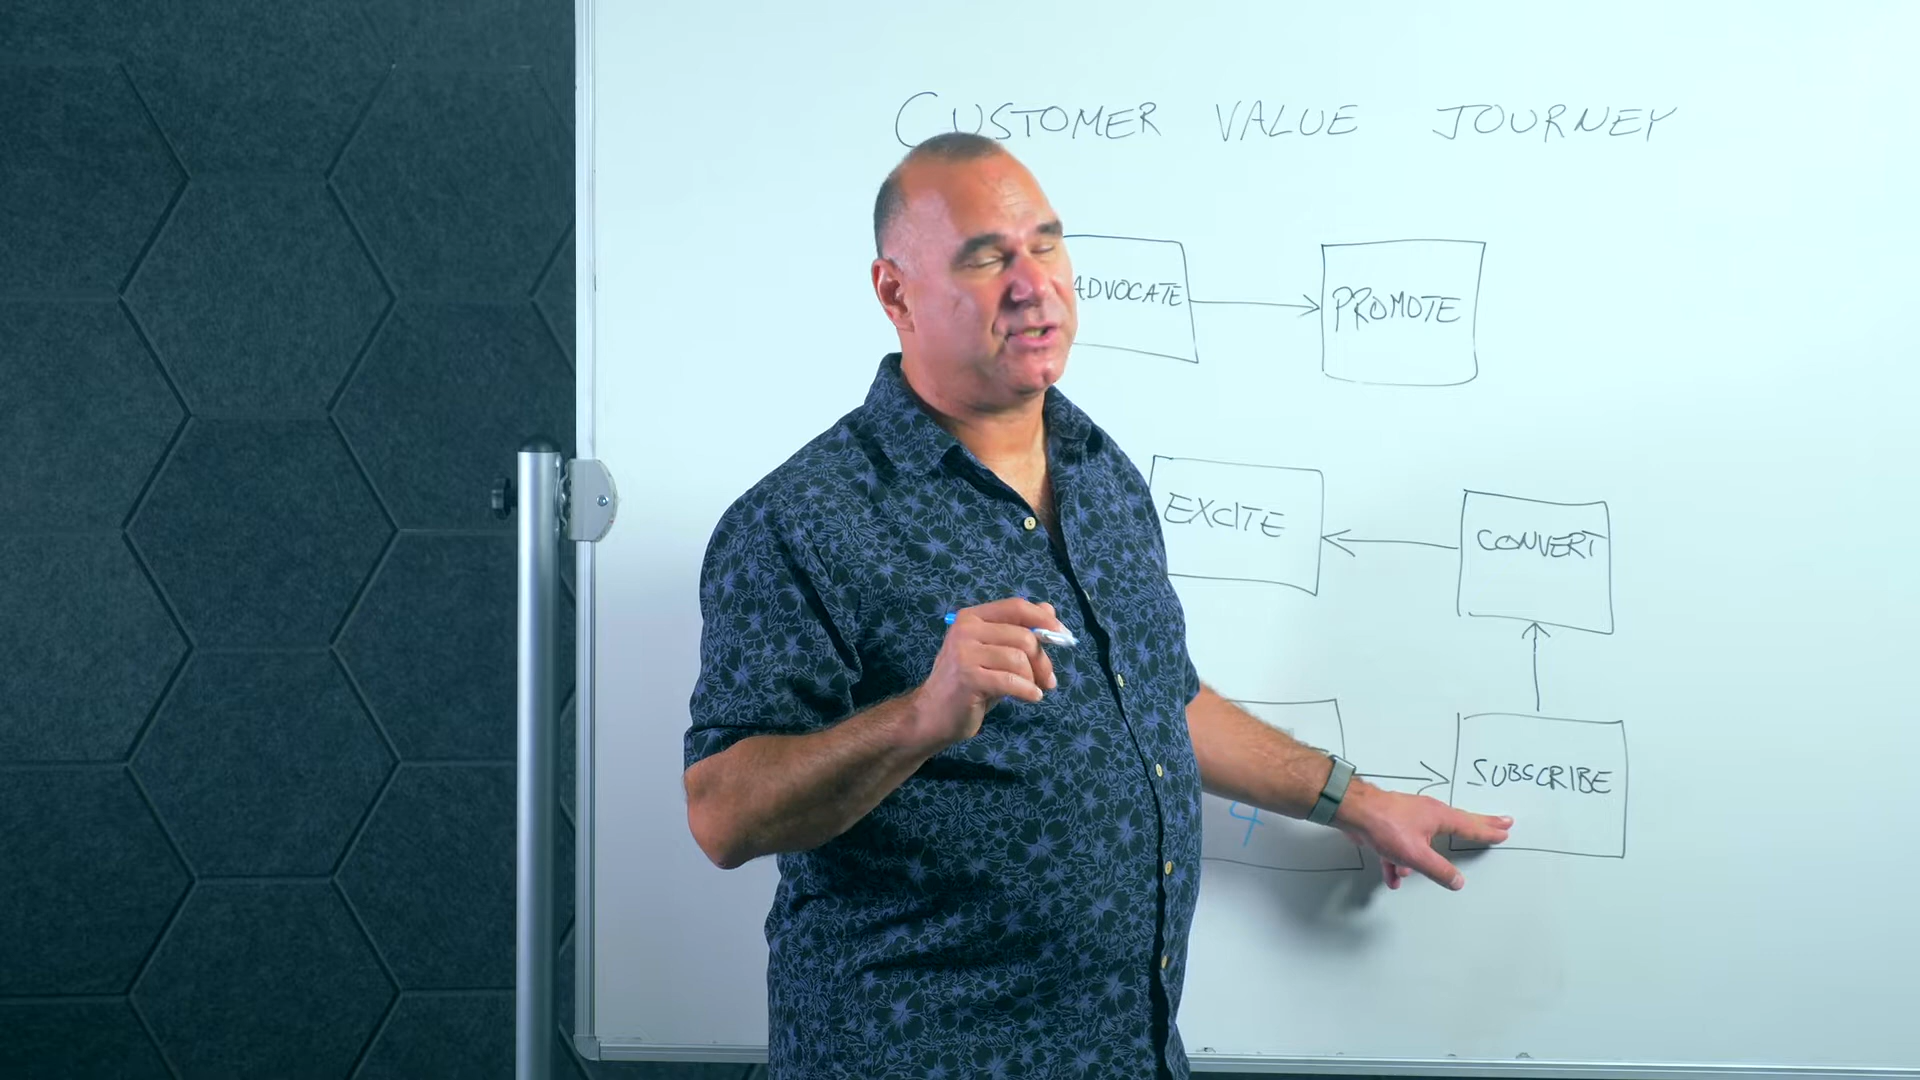 CUSTOMER VALUE JOURNEY
ADVOCATE
PROMOTE
EXCITE
CONVERT
SUBSCRIBE
4